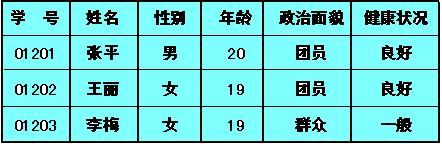 学 号 姓名 性别 年龄 政治面貌 健康状况
01201 张平 男 20 团员 良好
01202 王丽 女 19 团员 良好
01203 李梅 女 19 群众 一般